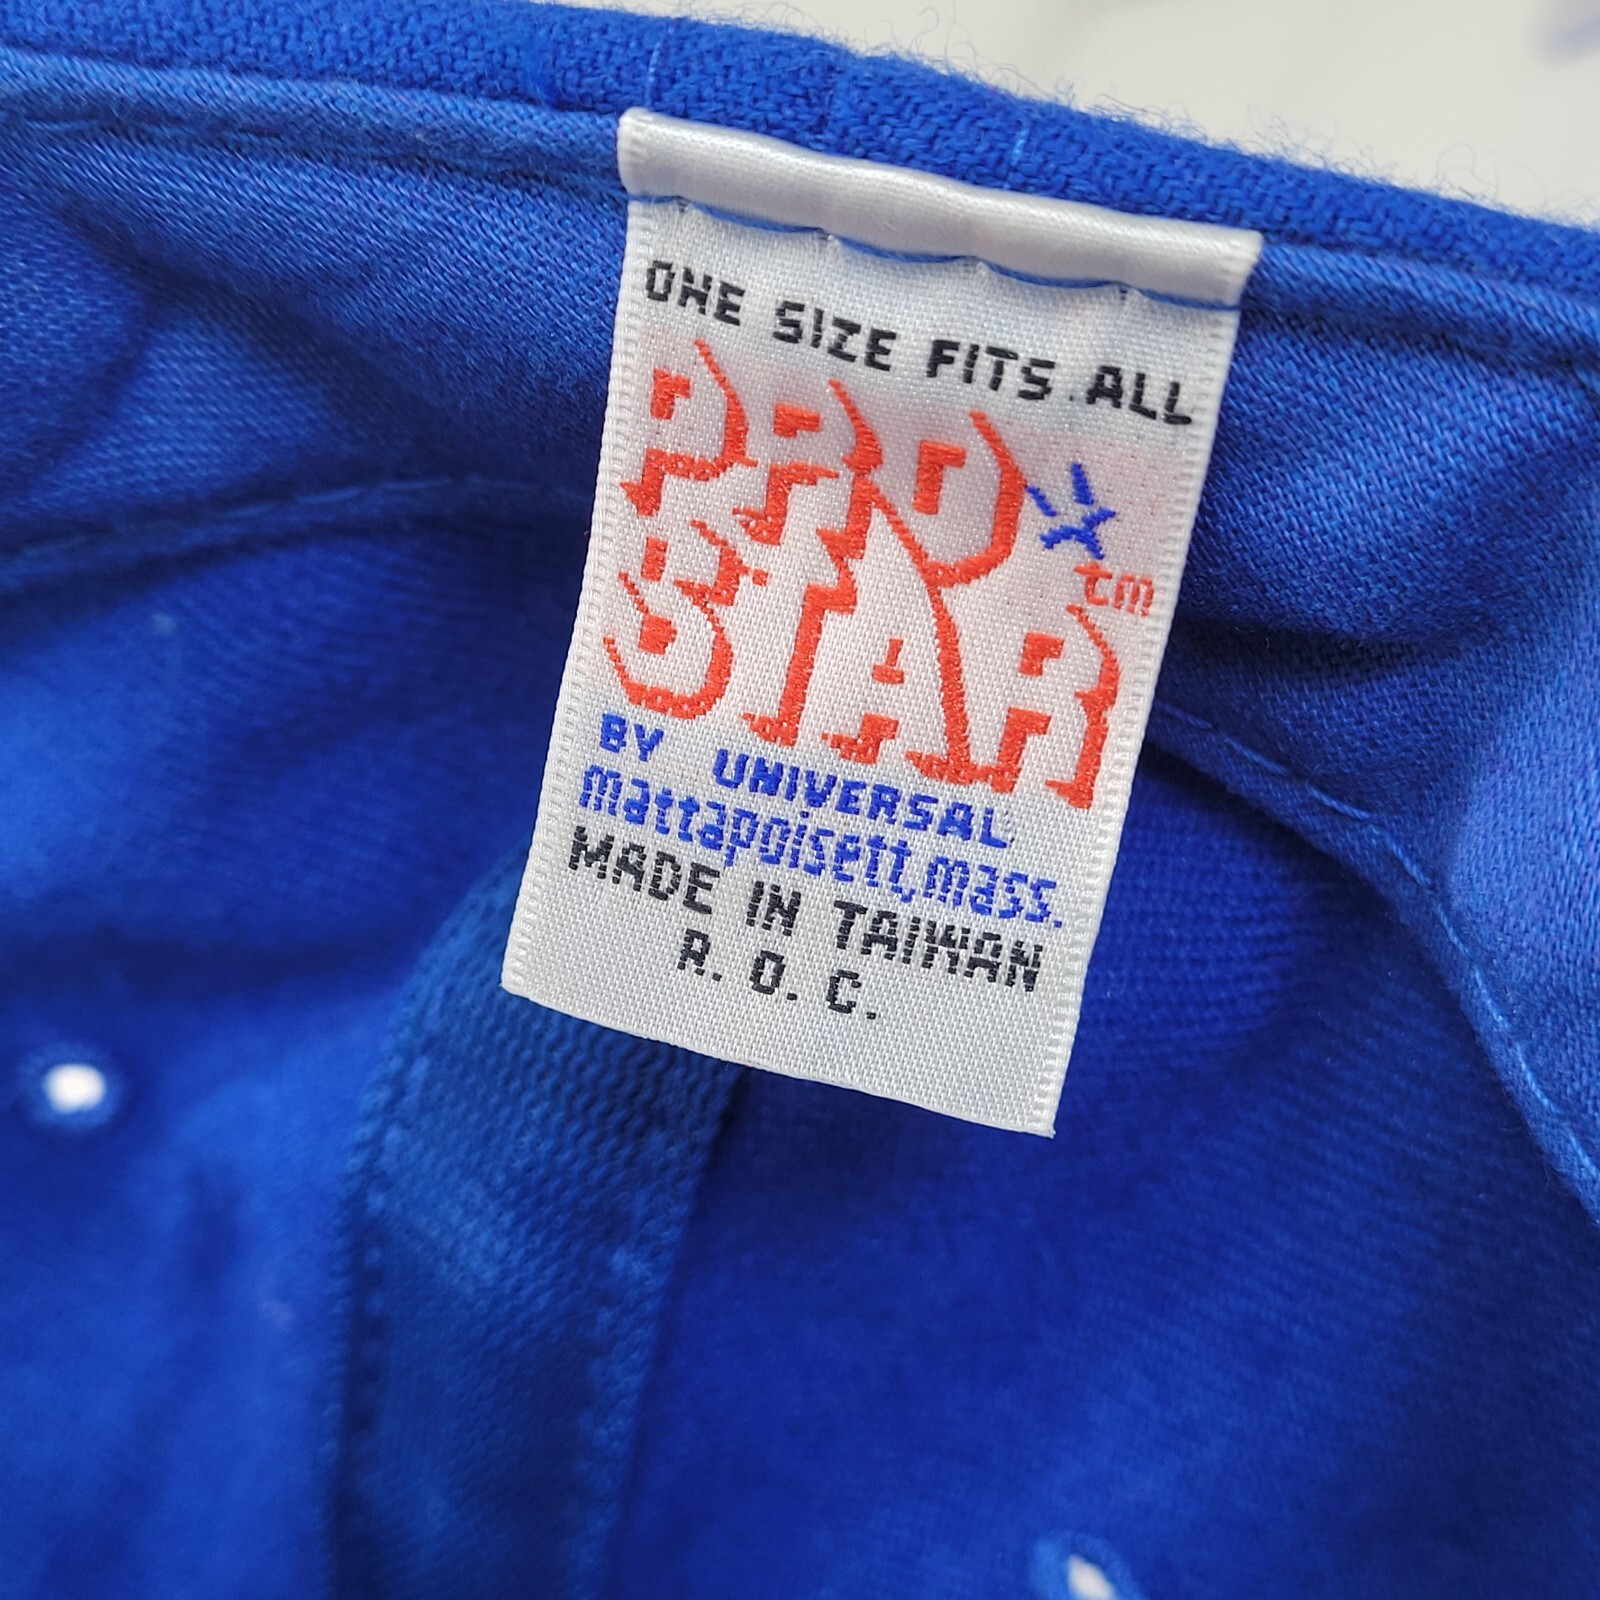 ONE SIZE FITS ALL
PRO
STAR
tm
BY UNIVERSAL
mattapoisett, mass.
MADE IN TAIWAN
R. O. C.